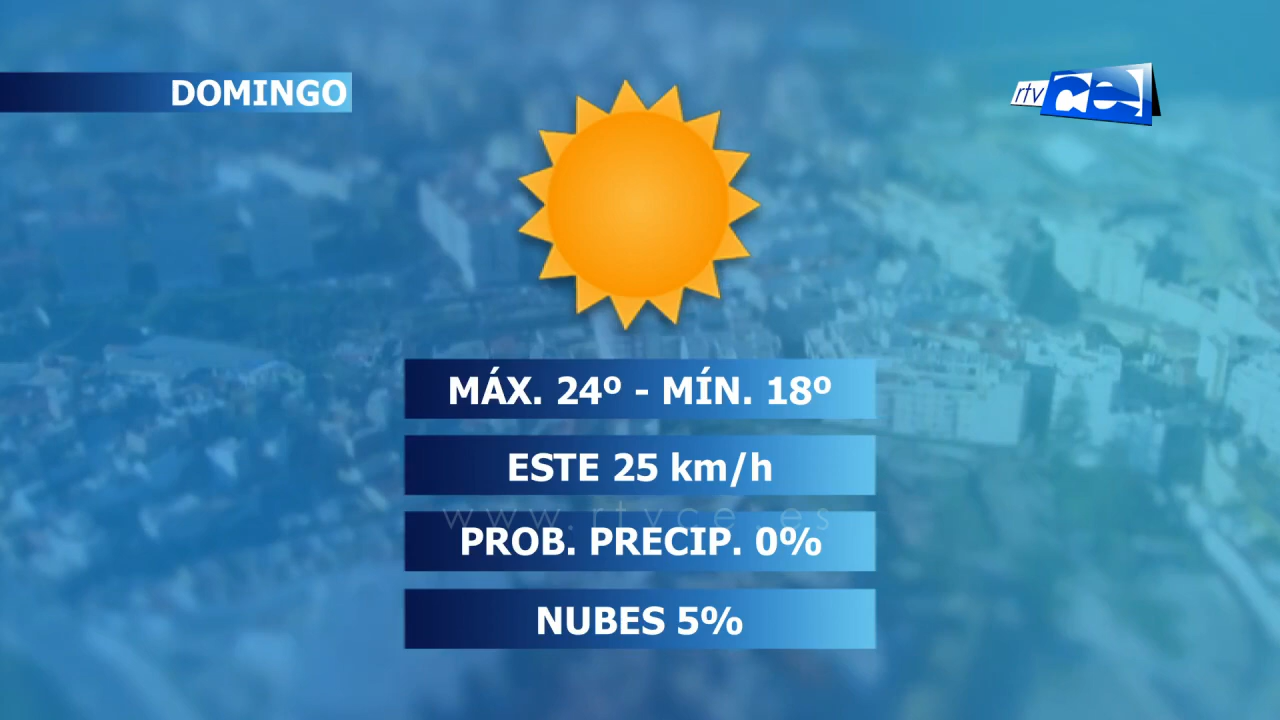 DOMINGO
rtv ce!
MÁX. 24º - MÍN. 18º
ESTE 25 km/h
www.rtvce.es
PROB. PRECIP. 0%
NUBES 5%